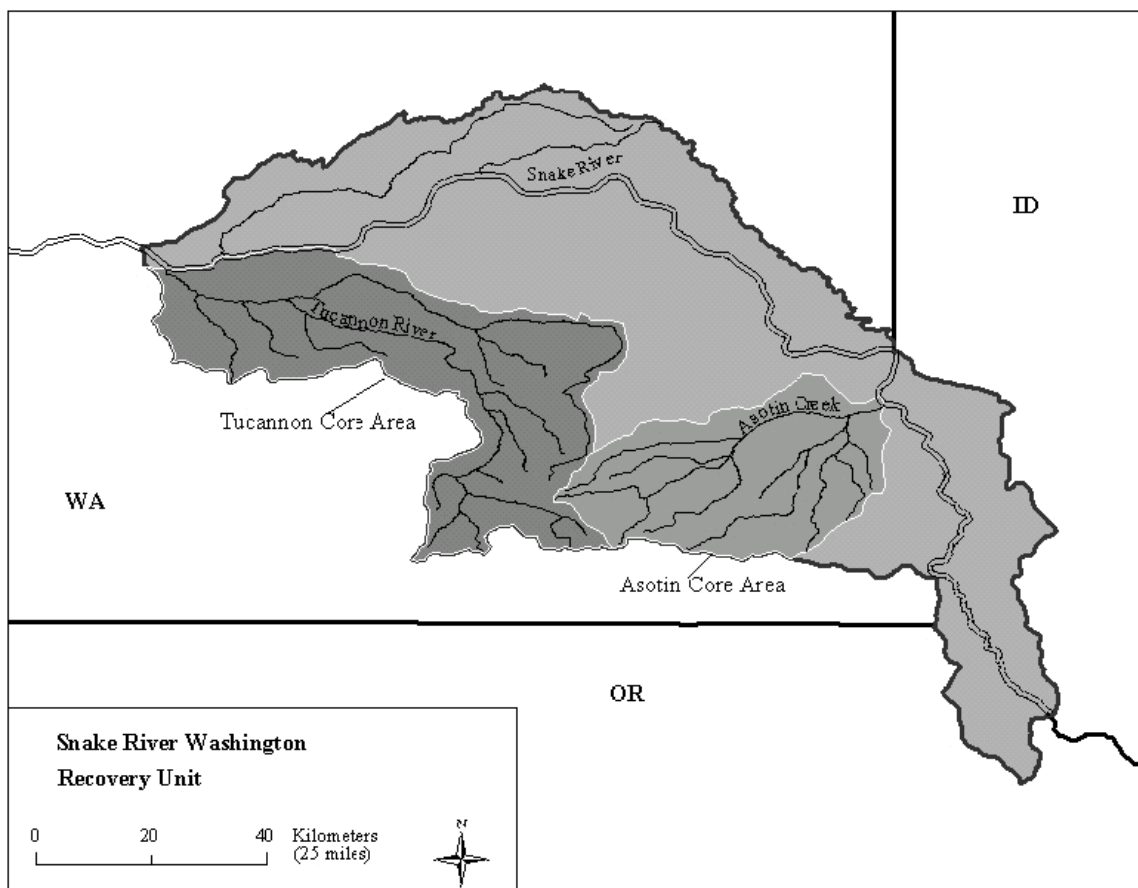 Snake River
ID
Tucannon River
Tucannon Core Area
Asotin Creek
WA
Asotin Core Area
OR
Snake River Washington
Recovery Unit
0 20 40 Kilometers
(25 miles)
N